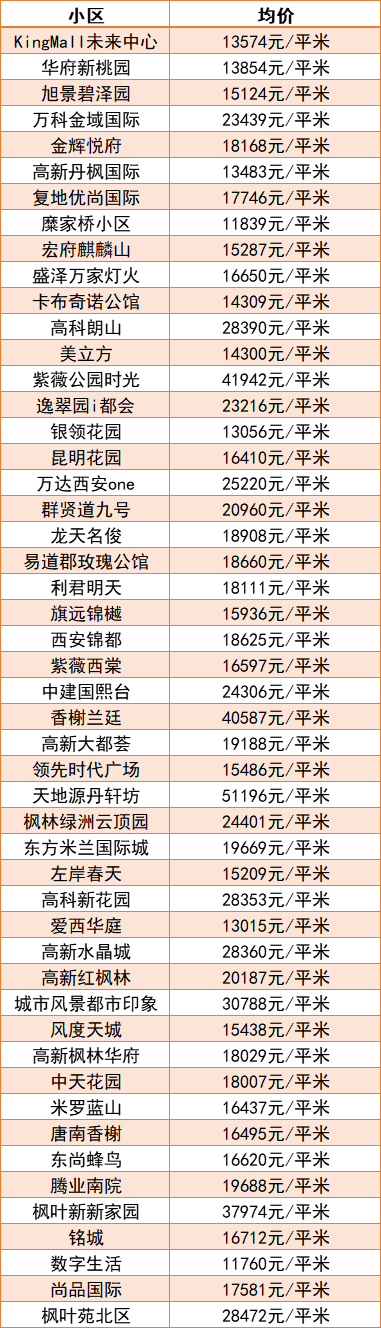 小区 均价
KingMall未来中心 13574元/平米
华府新桃园 13854元/平米
旭景碧泽园 15124元/平米
万科金域国际 23439元/平米
金辉悦府 18168元/平米
高新丹枫国际 13483元/平米
复地优尚国际 17746元/平米
糜家桥小区 11839元/平米
宏府麒麟山 15287元/平米
盛泽万家灯火 16650元/平米
卡布奇诺公馆 14309元/平米
高科朗山 28390元/平米
美立方 14300元/平米
紫薇公园时光 41942元/平米
逸翠园i都会 23216元/平米
银领花园 13056元/平米
昆明花园 16410元/平米
万达西安one 25220元/平米
群贤道九号 20960元/平米
龙天名俊 18908元/平米
易道郡玫瑰公馆 18660元/平米
利君明天 18111元/平米
旗远锦樾 15936元/平米
西安锦都 18625元/平米
紫薇西棠 16597元/平米
中建国熙台 24306元/平米
香榭兰廷 40587元/平米
高新大都荟 19188元/平米
领先时代广场 15486元/平米
天地源丹轩坊 51196元/平米
枫林绿洲云顶园 24401元/平米
东方米兰国际城 19669元/平米
左岸春天 15209元/平米
高科新花园 28353元/平米
爱西华庭 13015元/平米
高新水晶城 28360元/平米
高新红枫林 20187元/平米
城市风景都市印象 30788元/平米
风度天城 15438元/平米
高新枫林华府 18029元/平米
中天花园 18007元/平米
米罗蓝山 16437元/平米
唐南香榭 16495元/平米
东尚蜂鸟 16620元/平米
腾业南院 19688元/平米
枫叶新新家园 37974元/平米
铭城 16712元/平米
数字生活 11760元/平米
尚品国际 17581元/平米
枫叶苑北区 28472元/平米